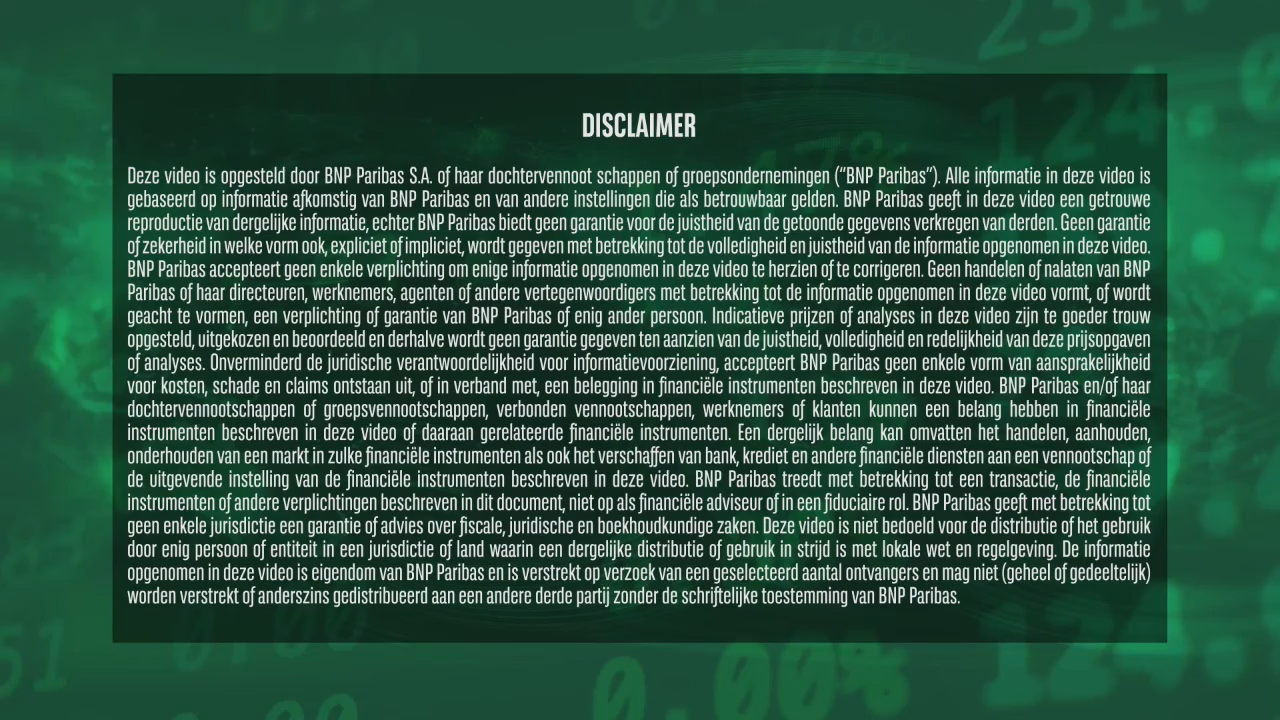 DISCLAIMER
Deze video is opgesteld door BNP Paribas S.A. of haar dochtervennoot schappen of groepsondernemingen (“BNP Paribas”). Alle informatie in deze video is
gebaseerd op informatie afkomstig van BNP Paribas en van andere instellingen die als betrouwbaar gelden. BNP Paribas geeft in deze video een getrouwe
reproductie van dergelijke informatie, echter BNP Paribas biedt geen garantie voor de juistheid van de getoonde gegevens verkregen van derden. Geen garantie
of zekerheid in welke vorm ook, expliciet of impliciet, wordt gegeven met betrekking tot de volledigheid en juistheid van de informatie opgenomen in deze video.
BNP Paribas accepteert geen enkele verplichting om enige informatie opgenomen in deze video te herzien of te corrigeren. Geen handelen of nalaten van BNP
Paribas of haar directeuren, werknemers, agenten of andere vertegenwoordigers met betrekking tot de informatie opgenomen in deze video vormt, of wordt
geacht te vormen, een verplichting of garantie van BNP Paribas of enig ander persoon. Indicatieve prijzen of analyses in deze video zijn te goeder trouw
opgesteld, uitgekozen en beoordeeld en derhalve wordt geen garantie gegeven ten aanzien van de juistheid, volledigheid en redelijkheid van deze prijsopgaven
of analyses. Onverminderd de juridische verantwoordelijkheid voor informatievoorziening, accepteert BNP Paribas geen enkele vorm van aansprakelijkheid
voor kosten, schade en claims ontstaan uit, of in verband met, een belegging in financiële instrumenten beschreven in deze video. BNP Paribas en/of haar
dochtervennootschappen of groepsvennootschappen, verbonden vennootschappen, werknemers of klanten kunnen een belang hebben in financiële
instrumenten beschreven in deze video of daaraan gerelateerde financiële instrumenten. Een dergelijk belang kan omvatten het handelen, aanhouden,
onderhouden van een markt in zulke financiële instrumenten als ook het verschaffen van bank, krediet en andere financiële diensten aan een vennootschap of
de uitgevende instelling van de financiële instrumenten beschreven in deze video. BNP Paribas treedt met betrekking tot een transactie, de financiële
instrumenten of andere verplichtingen beschreven in dit document, niet op als financiële adviseur of in een fiduciaire rol. BNP Paribas geeft met betrekking tot
geen enkele jurisdictie een garantie of advies over fiscale, juridische en boekhoudkundige zaken. Deze video is niet bedoeld voor de distributie of het gebruik
door enig persoon of entiteit in een jurisdictie of land waarin een dergelijke distributie of gebruik in strijd is met lokale wet en regelgeving. De informatie
opgenomen in deze video is eigendom van BNP Paribas en is verstrekt op verzoek van een geselecteerd aantal ontvangers en mag niet (geheel of gedeeltelijk)
worden verstrekt of anderszins gedistribueerd aan een andere derde partij zonder de schriftelijke toestemming van BNP Paribas.
0.00%